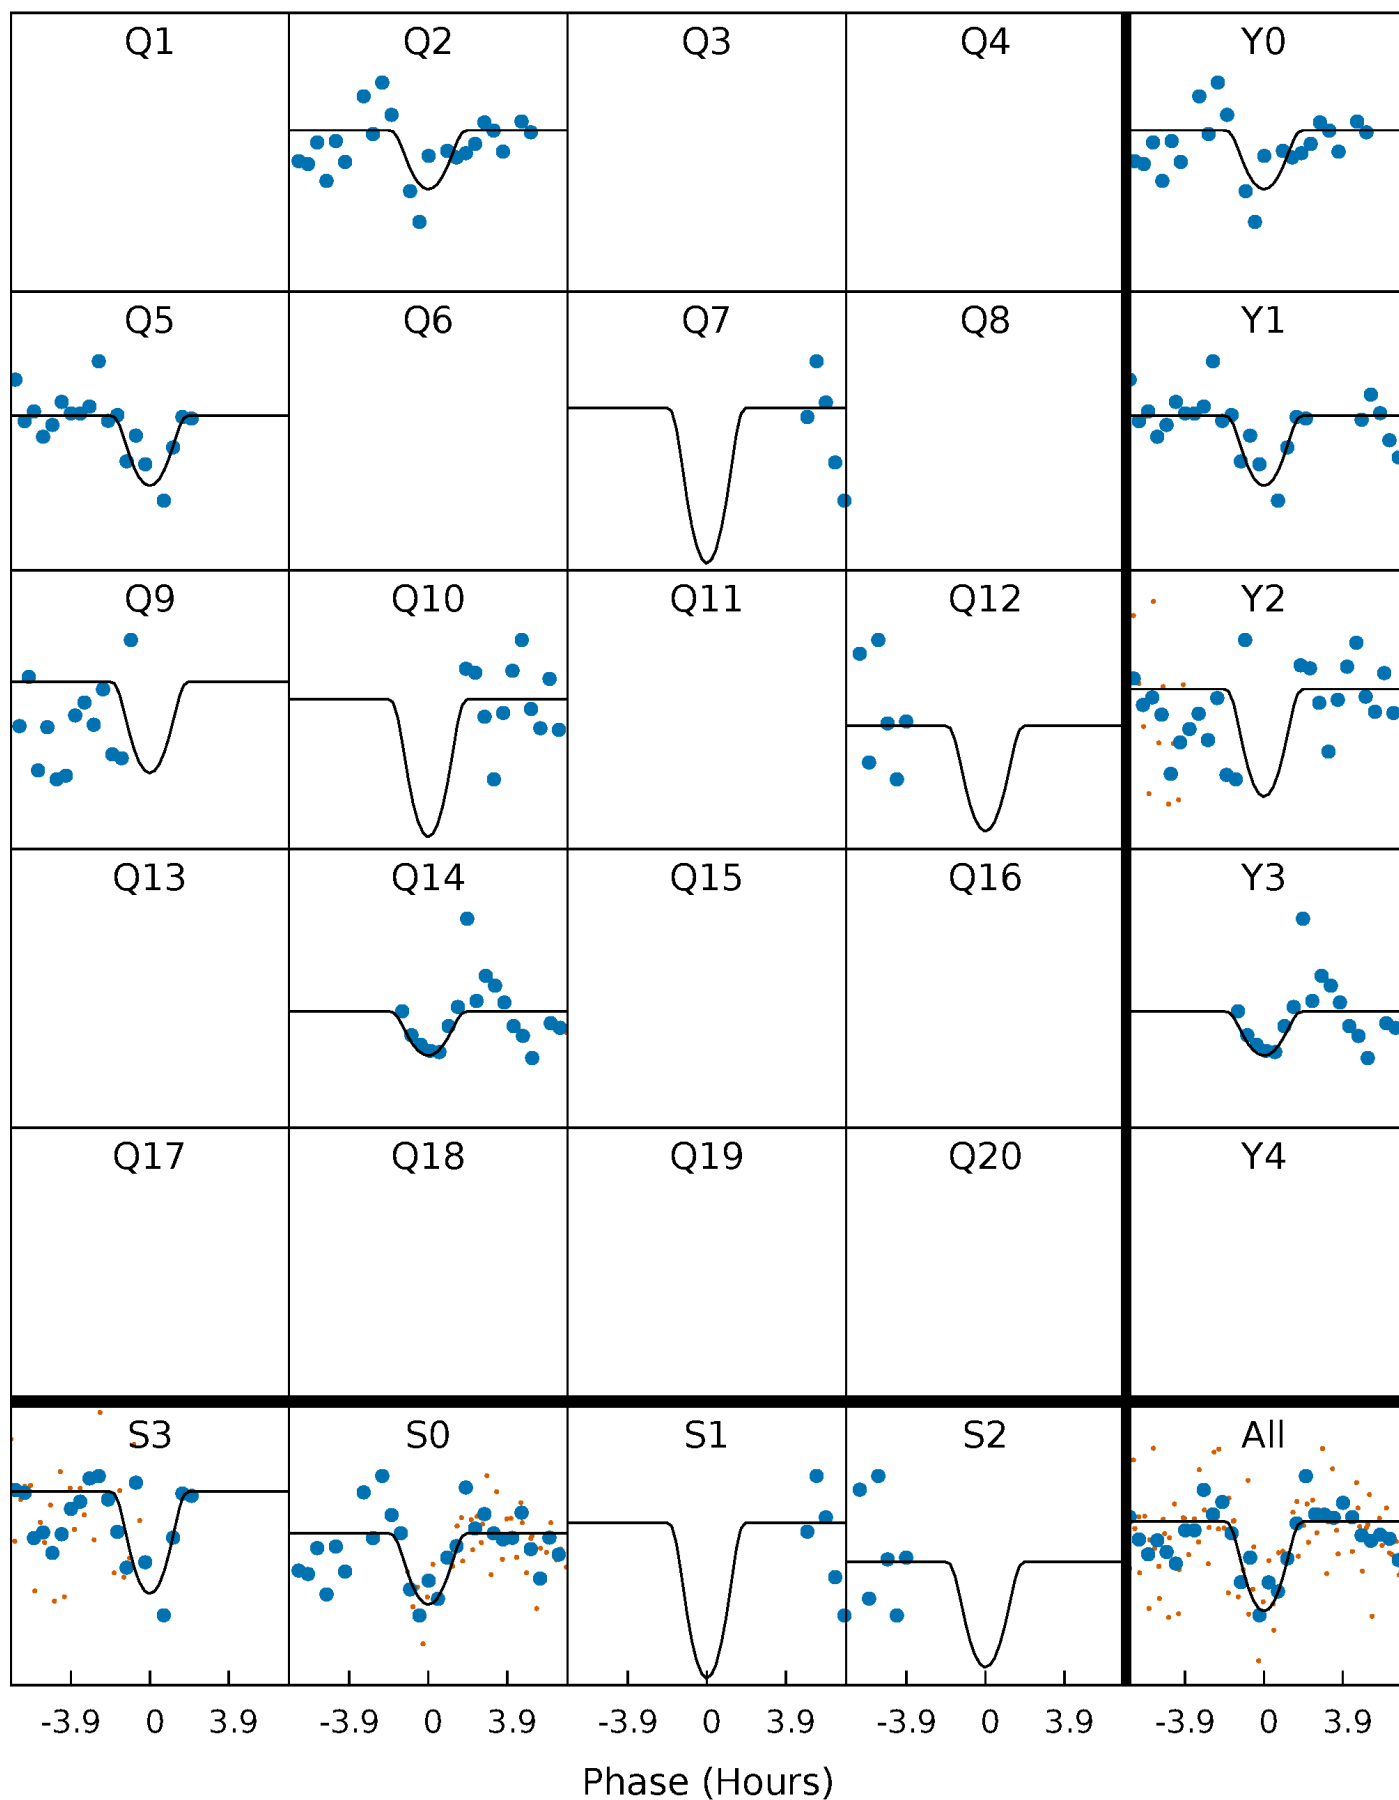 Q1 Q2 Q3 Q4 Y0
Q5 Q6 Q7 Q8 Y1
Q9 Q10 Q11 Q12 Y2
Q13 Q14 Q15 Q16 Y3
Q17 Q18 Q19 Q20 Y4
S3 S0 S1 S2 All
-3.9 0 3.9 -3.9 0 3.9 -3.9 0 3.9 -3.9 0 3.9 -3.9 0 3.9
Phase (Hours)